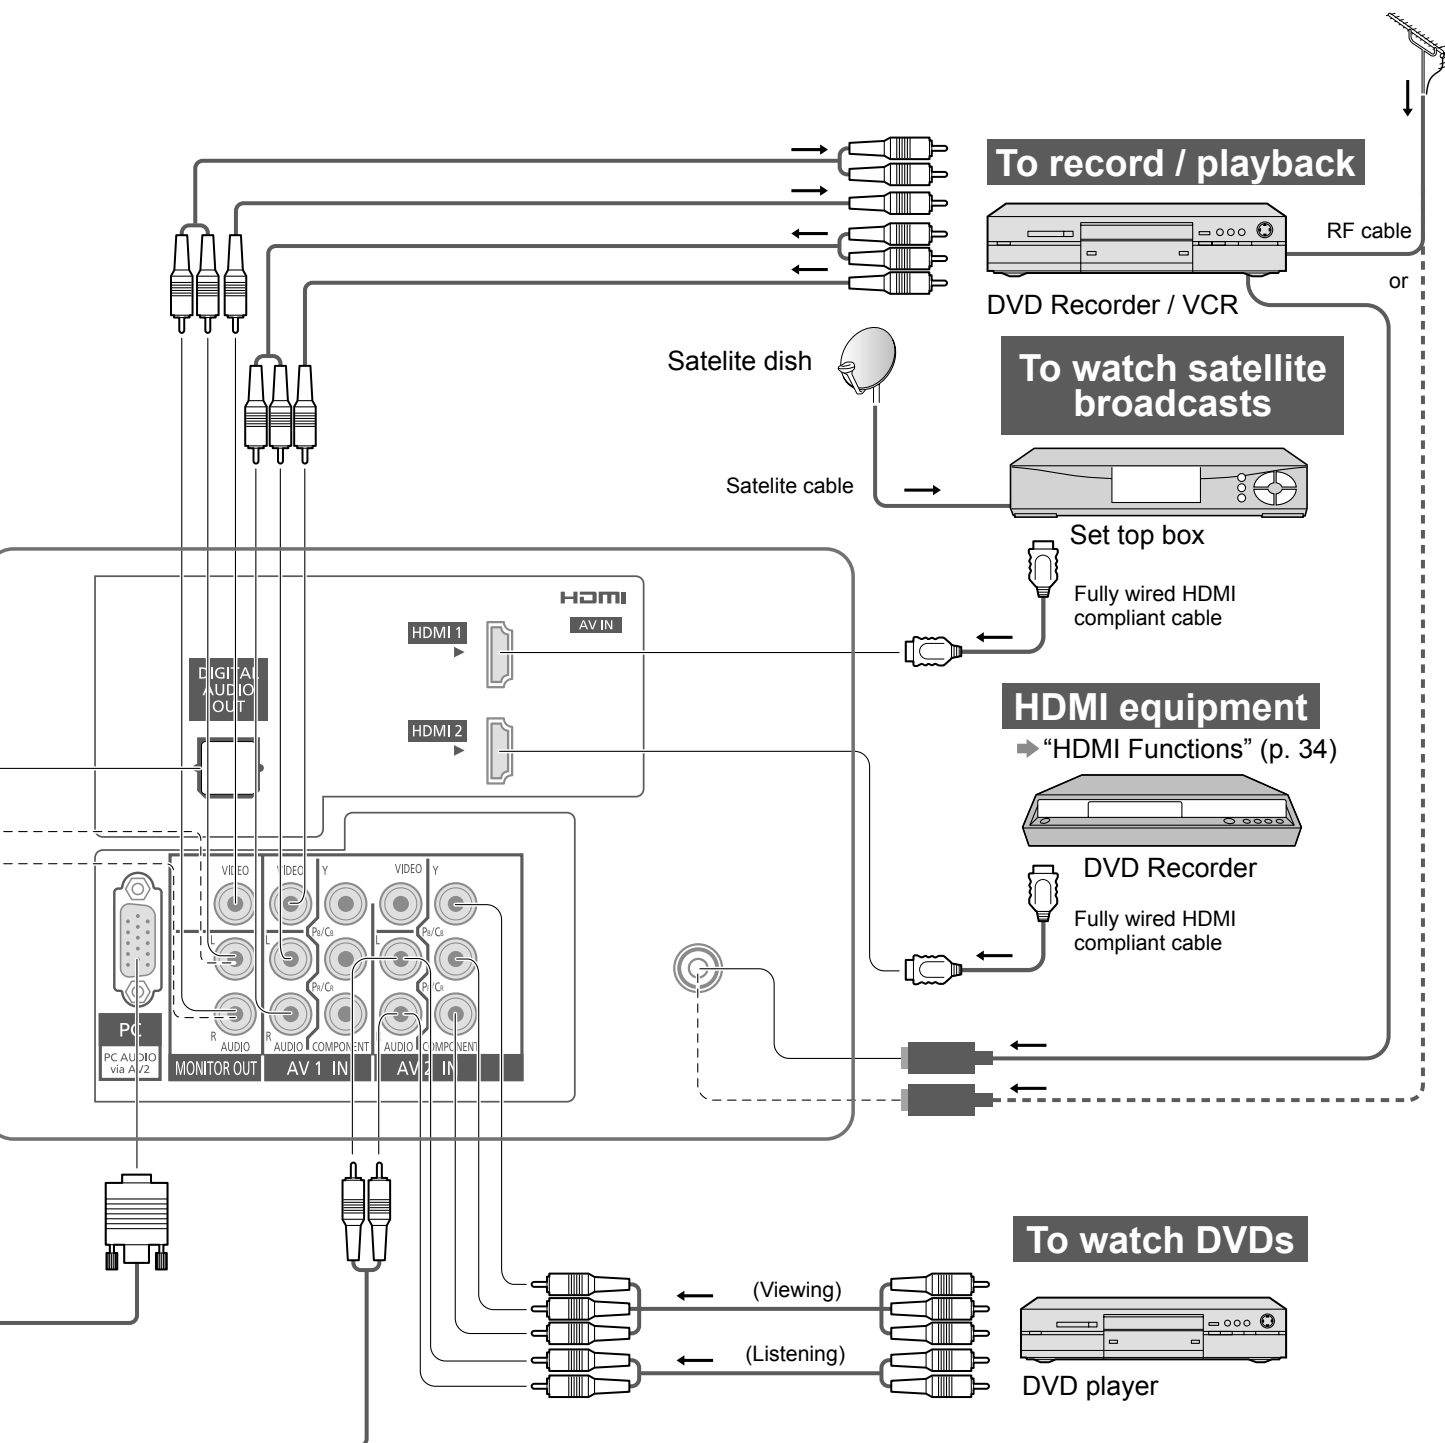 To record / playback
RF cable
or
DVD Recorder / VCR
Satelite dish
To watch satellite
broadcasts
Satelite cable
Set top box
Fully wired HDMI
compliant cable
HDMI
AV IN
HDMI 1
HDMI 2
DIGITAL
AUDIO
OUT
HDMI equipment
“HDMI Functions” (p. 34)
DVD Recorder
Fully wired HDMI
compliant cable
VIDEO VIDEO Y VIDEO Y
L L PB/CB L PB/CB
PR/CR PR/CR
R R
AUDIO AUDIO COMPONENT AUDIO COMPONENT
PC
PC AUDIO
via AV2
MONITOR OUT AV 1 IN AV 2 IN
To watch DVDs
(Viewing)
(Listening)
DVD player